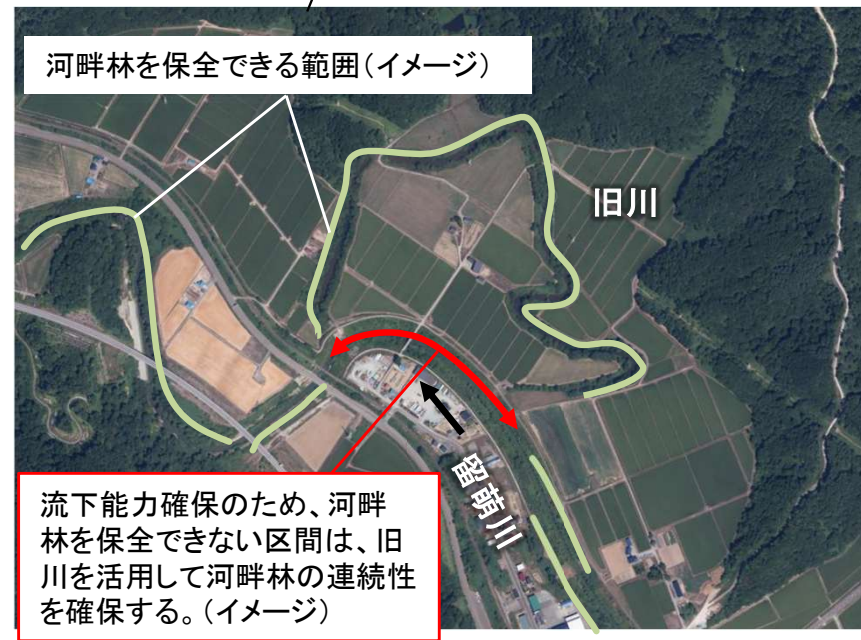 河畔林を保全できる範囲(イメージ)
旧川
留萌川
流下能力確保のため、河畔
林を保全できない区間は、旧
川を活用して河畔林の連続性
を確保する。(イメージ)